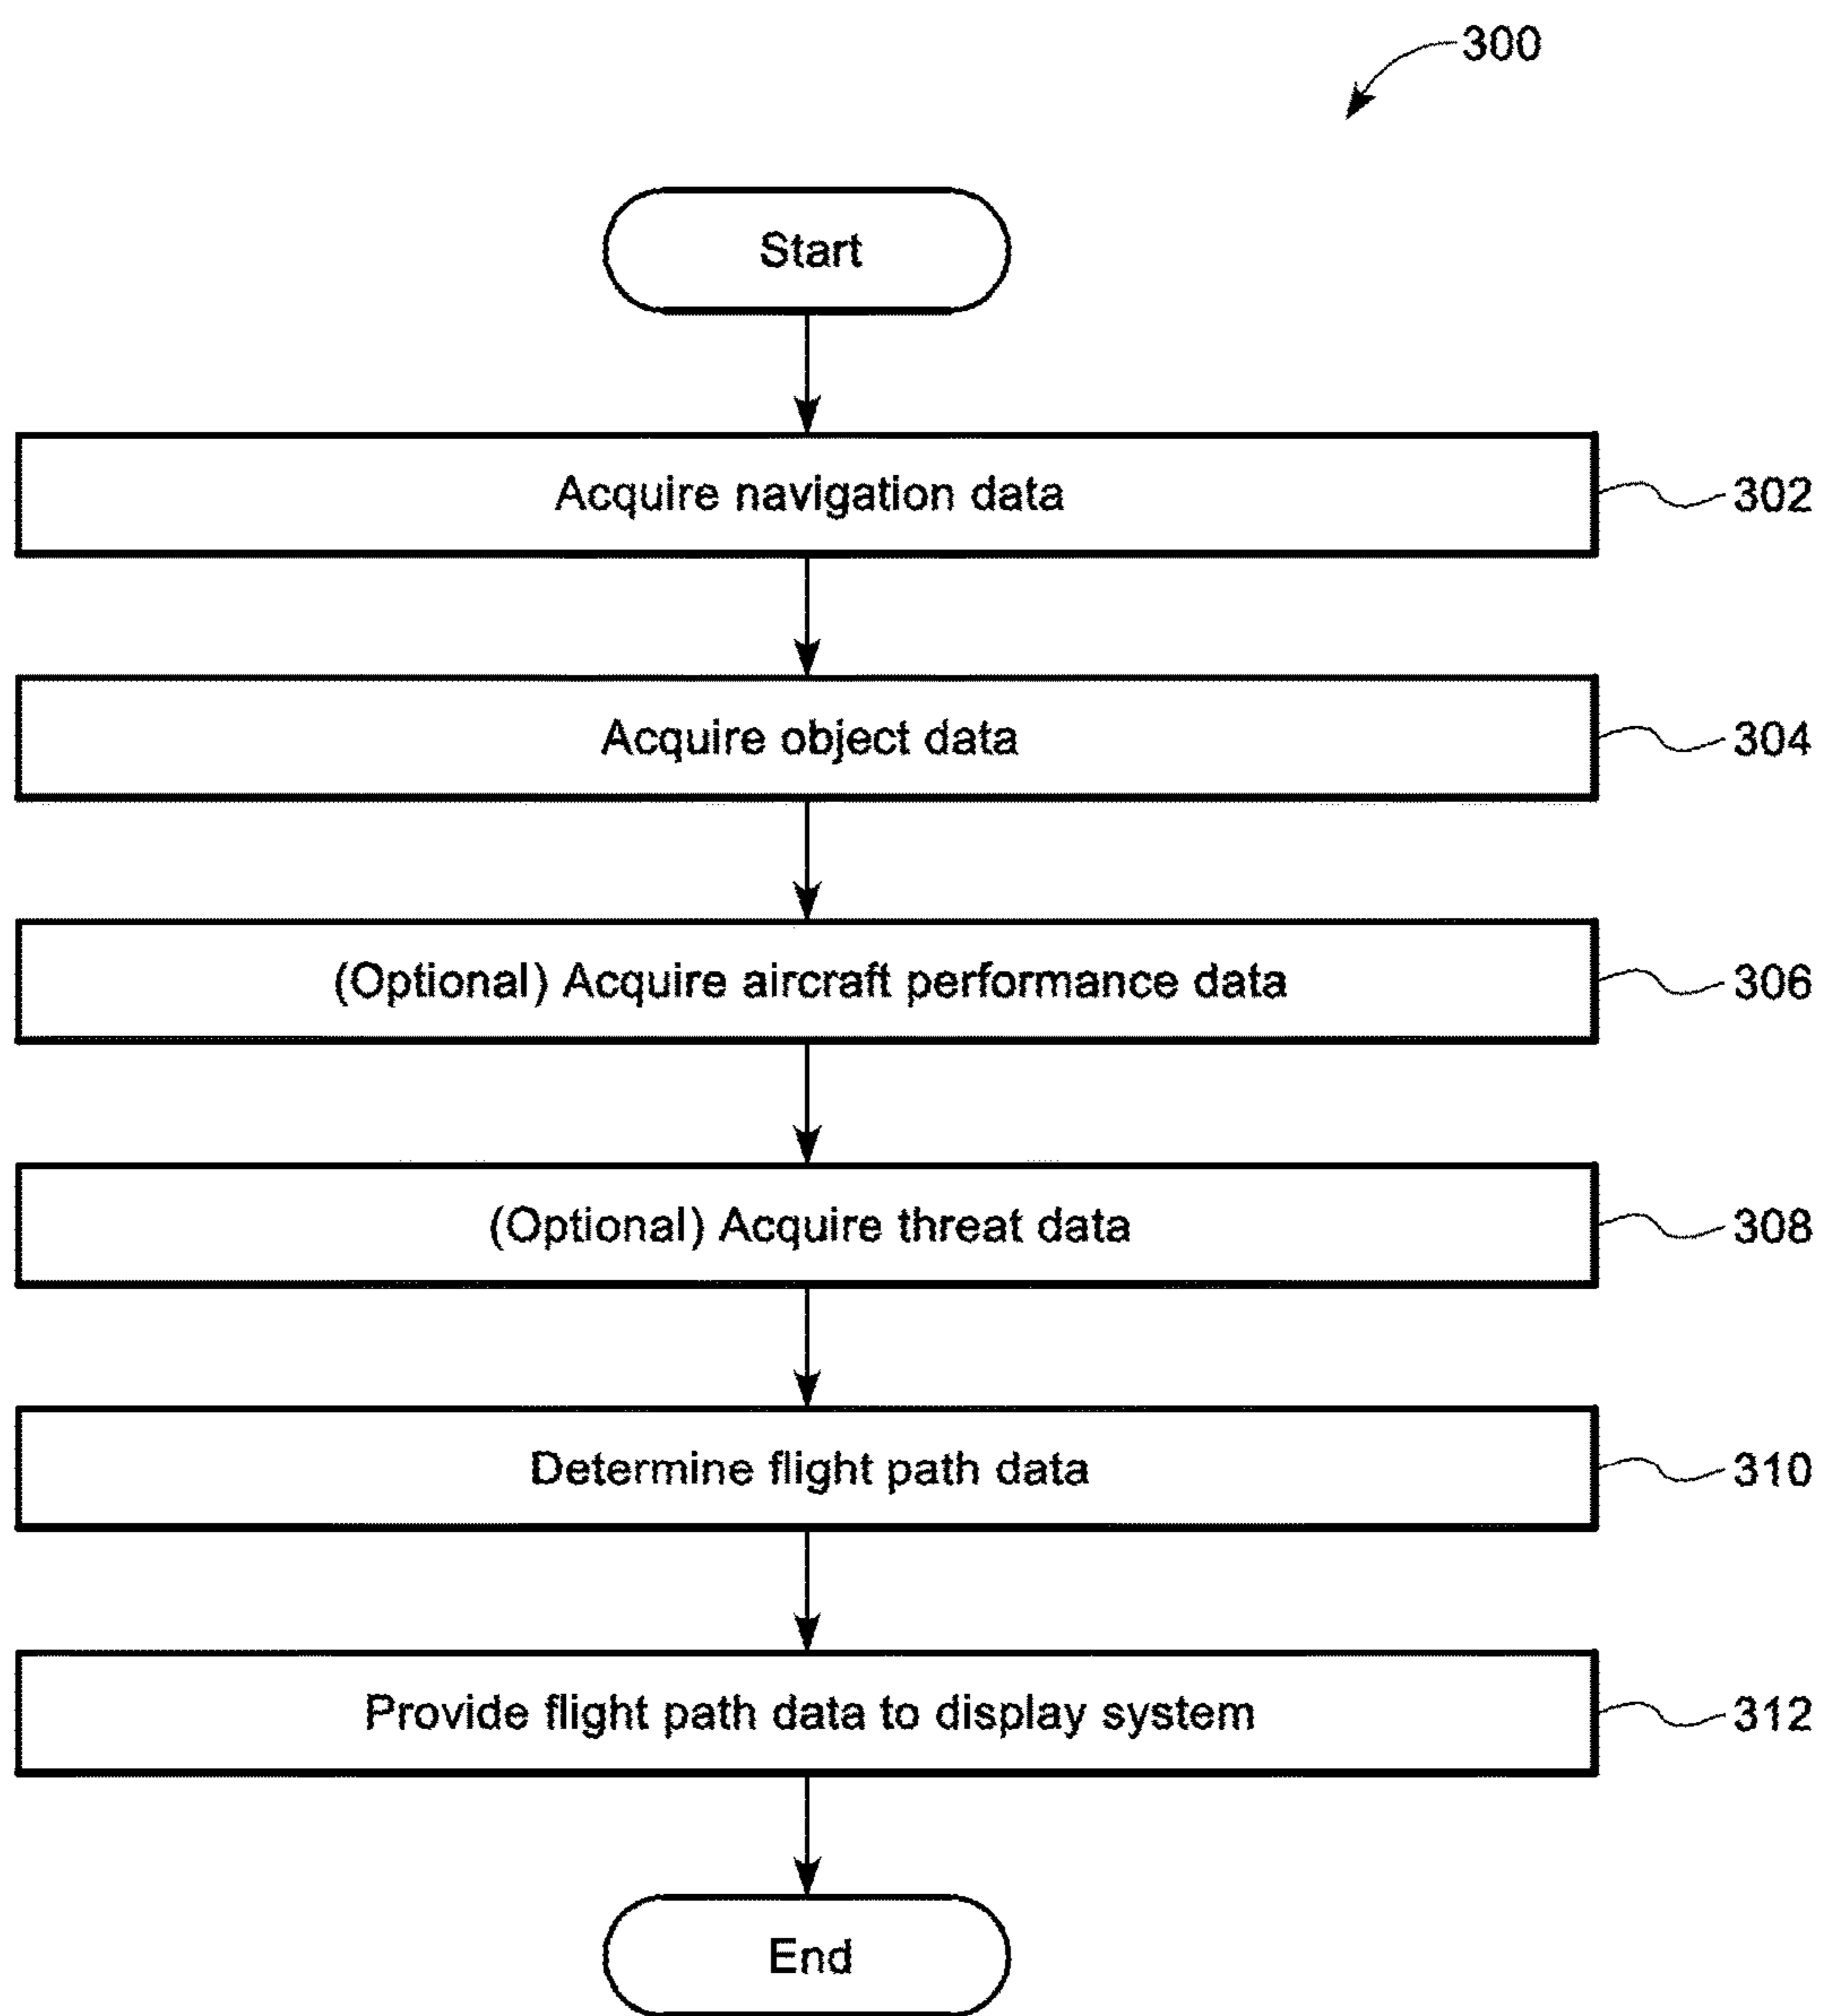 300
Start
Acquire navigation data
302
Acquire object data
304
(Optional) Acquire aircraft performance data
306
(Optional) Acquire threat data
308
Determine flight path data
310
Provide flight path data to display system
312
End